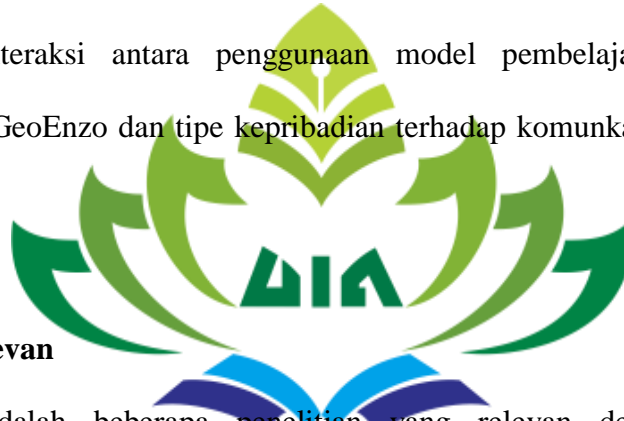 teraksi antara penggunaan model pembelaja
GeoEnzo dan tipe kepribadian terhadap komunka
UIN
evan
dalah beberapa penelitian yang relevan de